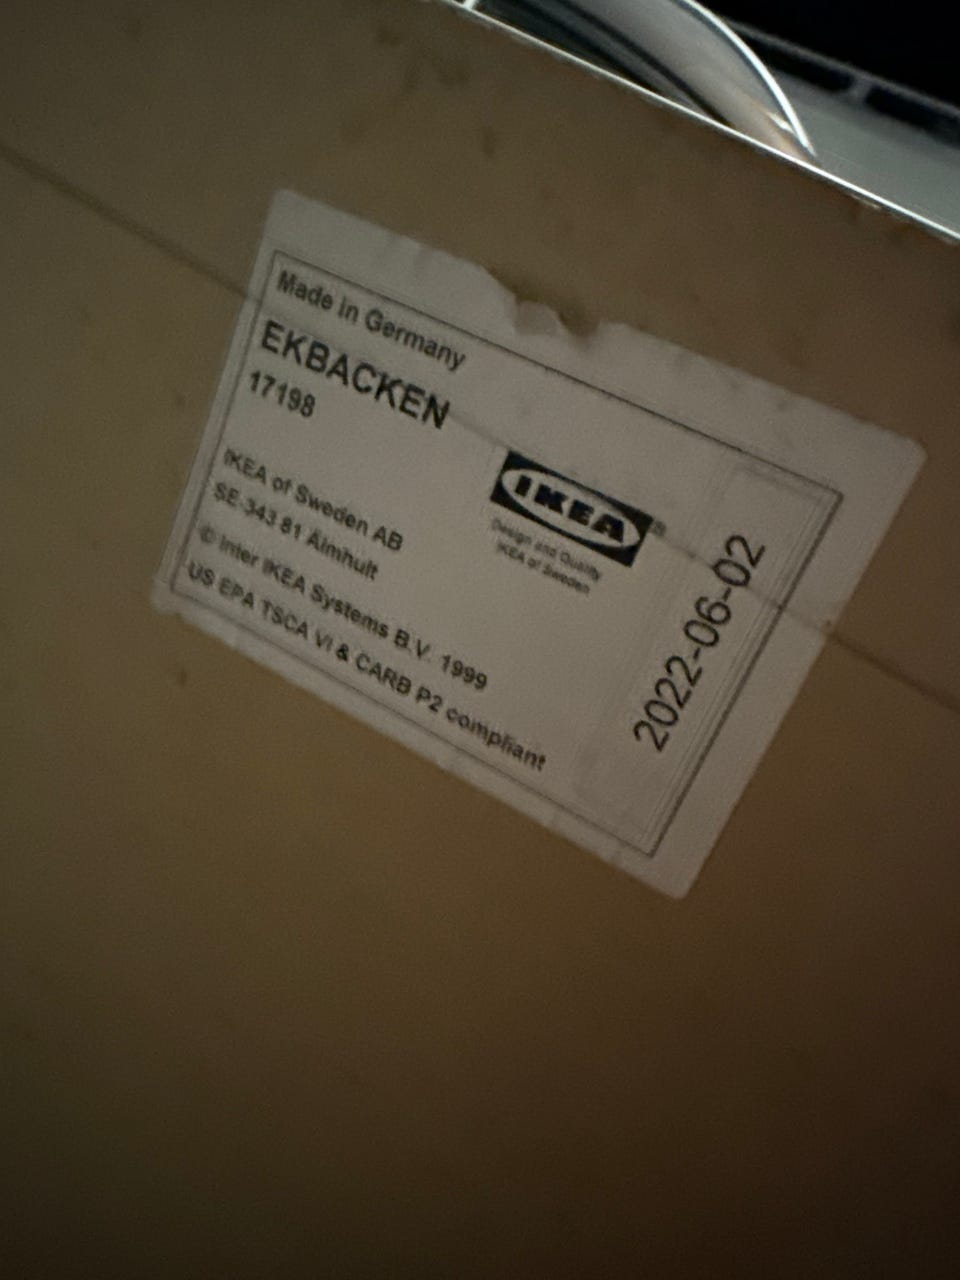 Made in Germany
EKBACKEN
17198
IKEA of Sweden AB
SE-343 81 Älmhult
© Inter IKEA Systems B.V. 1999
US EPA TSCA VI & CARB P2 compliant
IKEA®
Design and Quality
IKEA of Sweden
2022-06-02